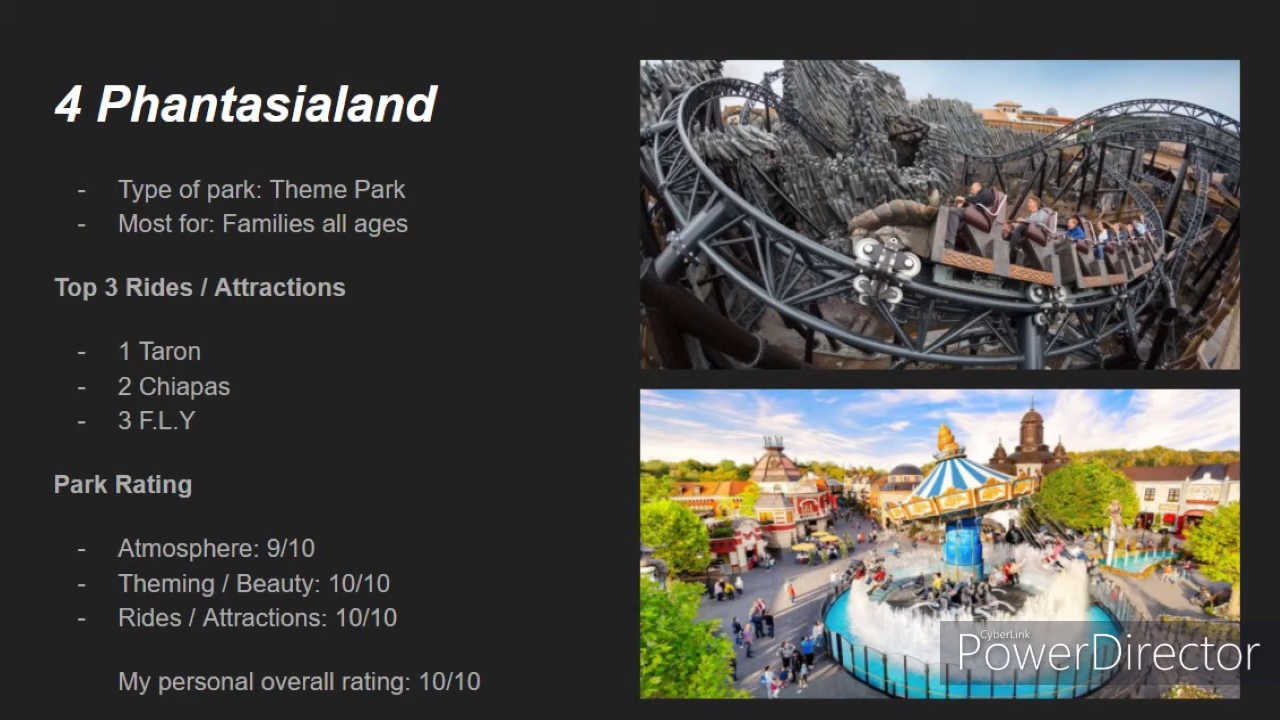 4 Phantasialand
- Type of park: Theme Park
- Most for: Families all ages
Top 3 Rides / Attractions
- 1 Taron
- 2 Chiapas
- 3 F.L.Y
Park Rating
- Atmosphere: 9/10
- Theming / Beauty: 10/10
- Rides / Attractions: 10/10
My personal overall rating: 10/10
CyberLink
PowerDirector